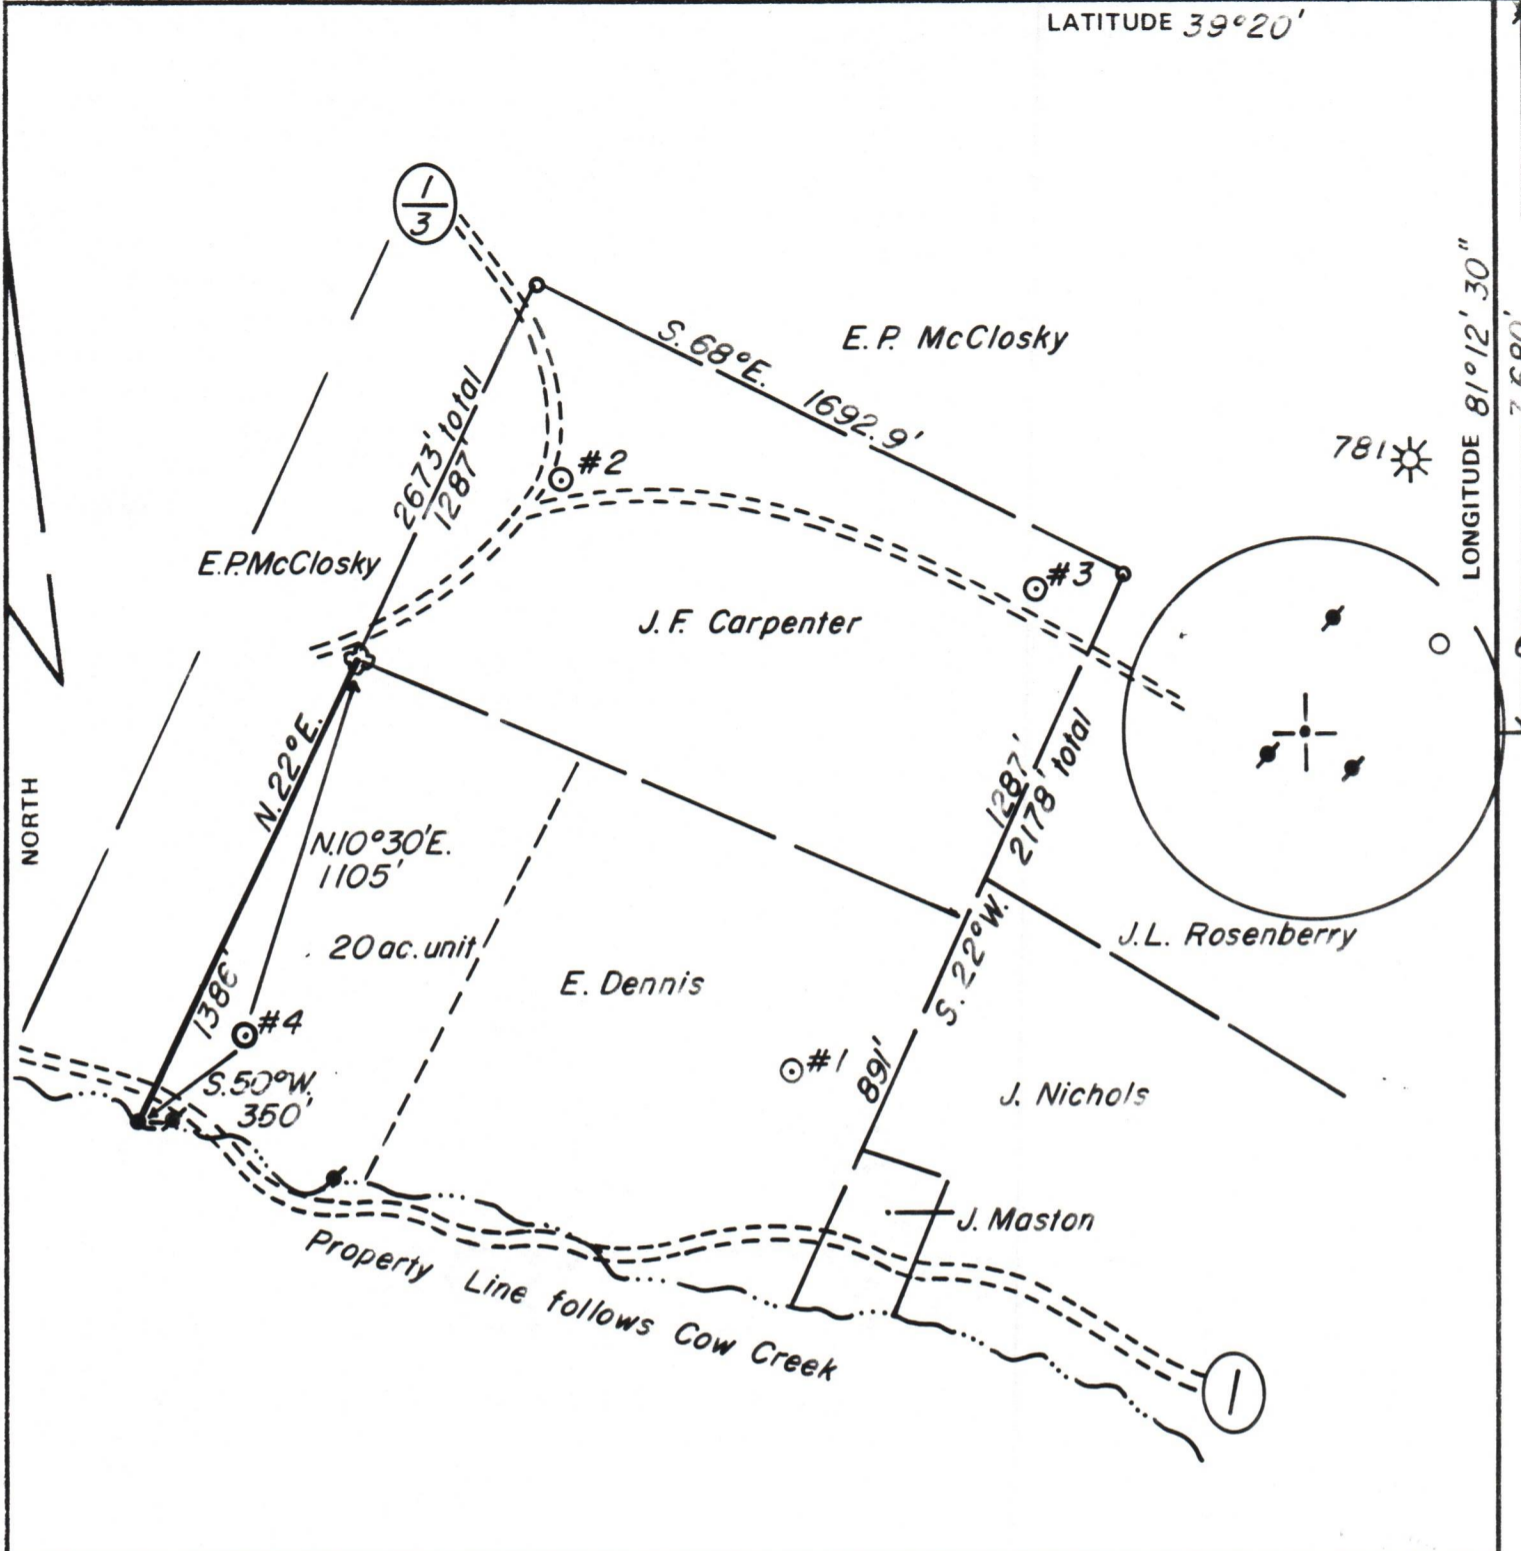 LATITUDE 39°20'
1
3
E.P. McClosky
S.68°E. 1692.9'
LONGITUDE 81°12'30"
2673' total
1287'
781
#2
E.P. McClosky
#3
J.F. Carpenter
N.22°E.
1287'
2178' total
NORTH
N.10°30'E.
1105'
20 ac. unit
J.L. Rosenberry
E. Dennis
S.22°W.
1386'
#4
#1
891'
S.50°W.
350'
J. Nichols
J. Maston
Property Line follows Cow Creek
1